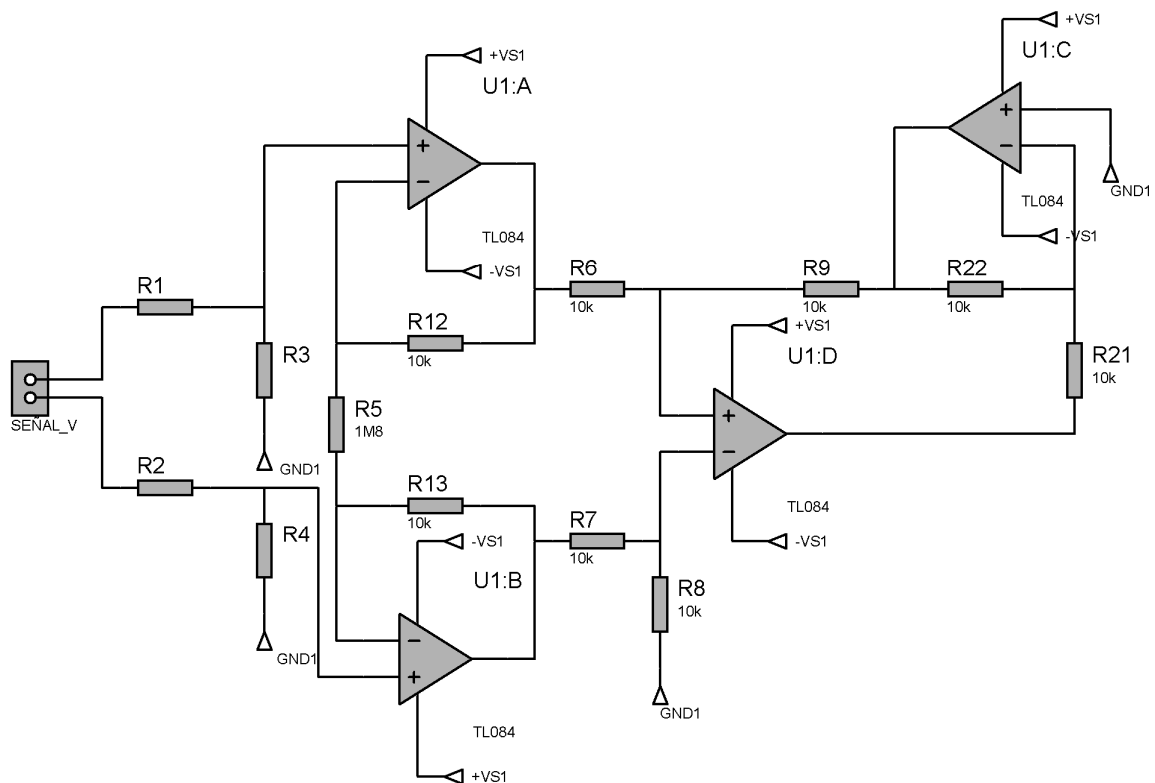 +VS1
U1:A
TL084
-VS1
+VS1
U1:C
GND1
TL084
-VS1
R1
R3
GND1
SEÑAL_V
R2
R4
GND1
R12
10k
R5
1M8
R13
10k
-VS1
U1:B
TL084
+VS1
R6
10k
R9
10k
R22
10k
R21
10k
+VS1
U1:D
TL084
-VS1
R7
10k
R8
10k
GND1